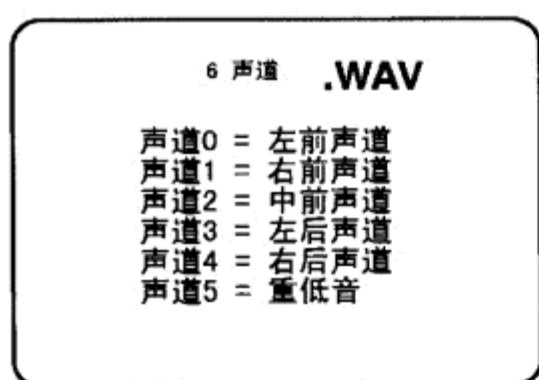 6 声道 .WAV
声道0 = 左前声道
声道1 = 右前声道
声道2 = 中前声道
声道3 = 左后声道
声道4 = 右后声道
声道5 = 重低音